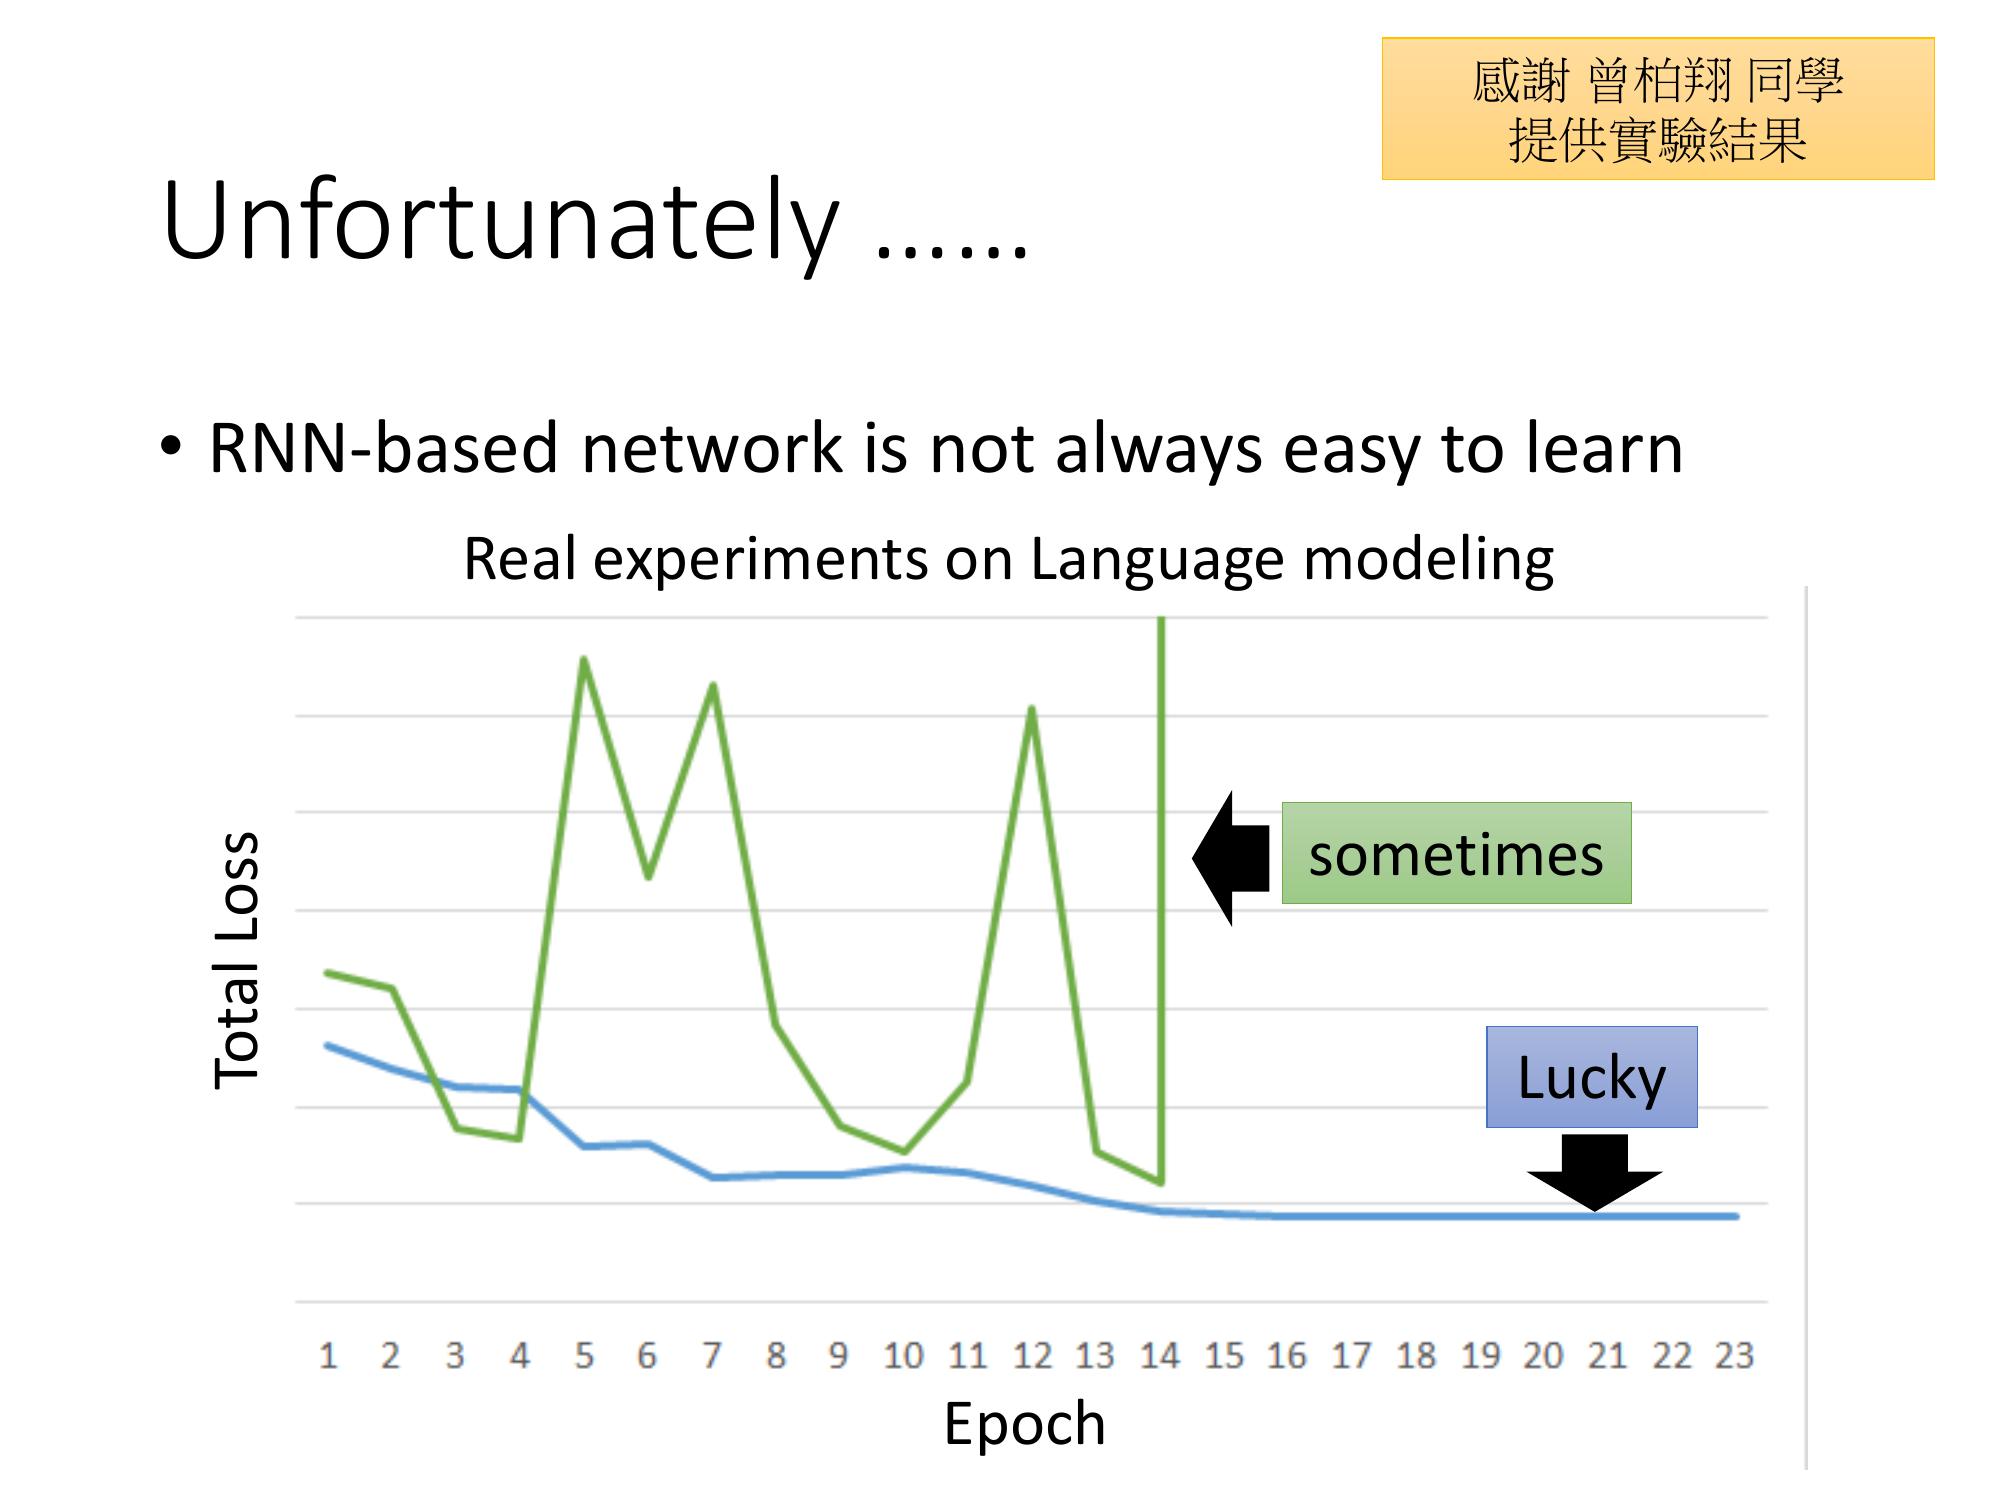 感謝 曾柏翔 同學
提供實驗結果
Unfortunately ……
• RNN-based network is not always easy to learn
Real experiments on Language modeling
Total Loss
sometimes
Lucky
1 2 3 4 5 6 7 8 9 10 11 12 13 14 15 16 17 18 19 20 21 22 23
Epoch